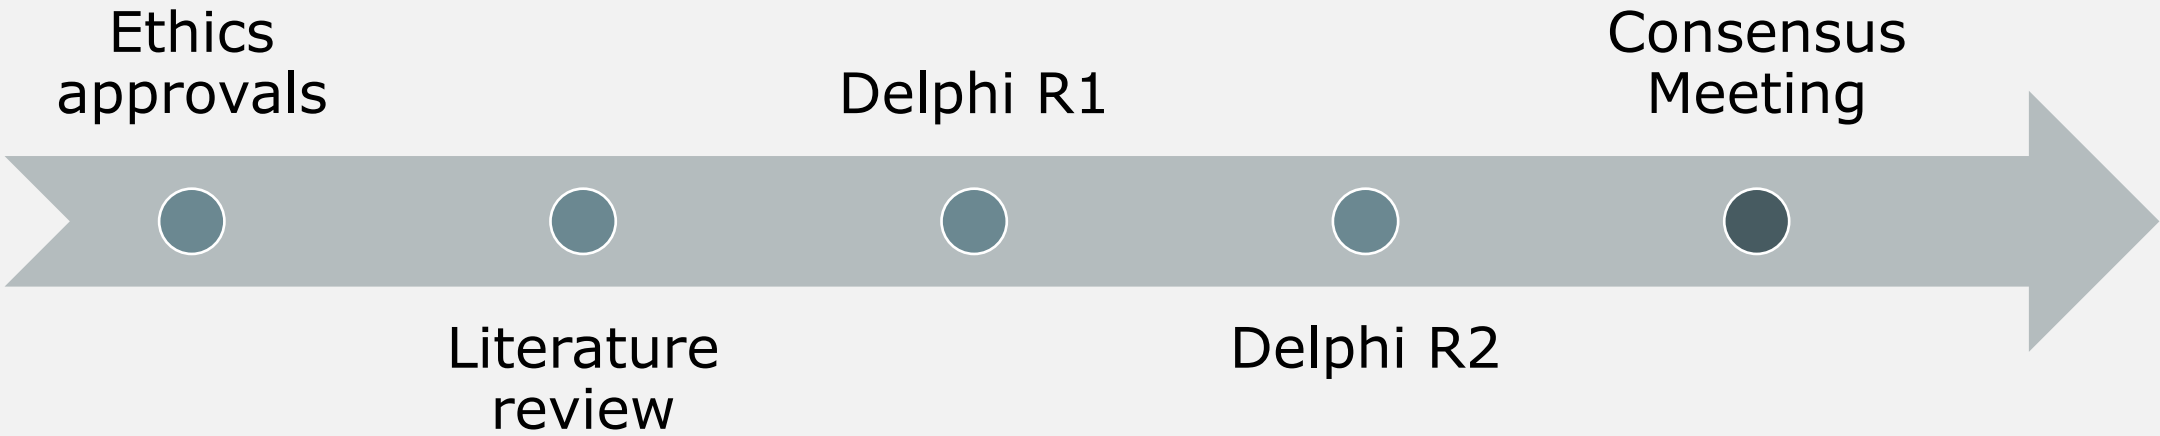 Ethics
approvals
Literature
review
Delphi R1
Delphi R2
Consensus
Meeting